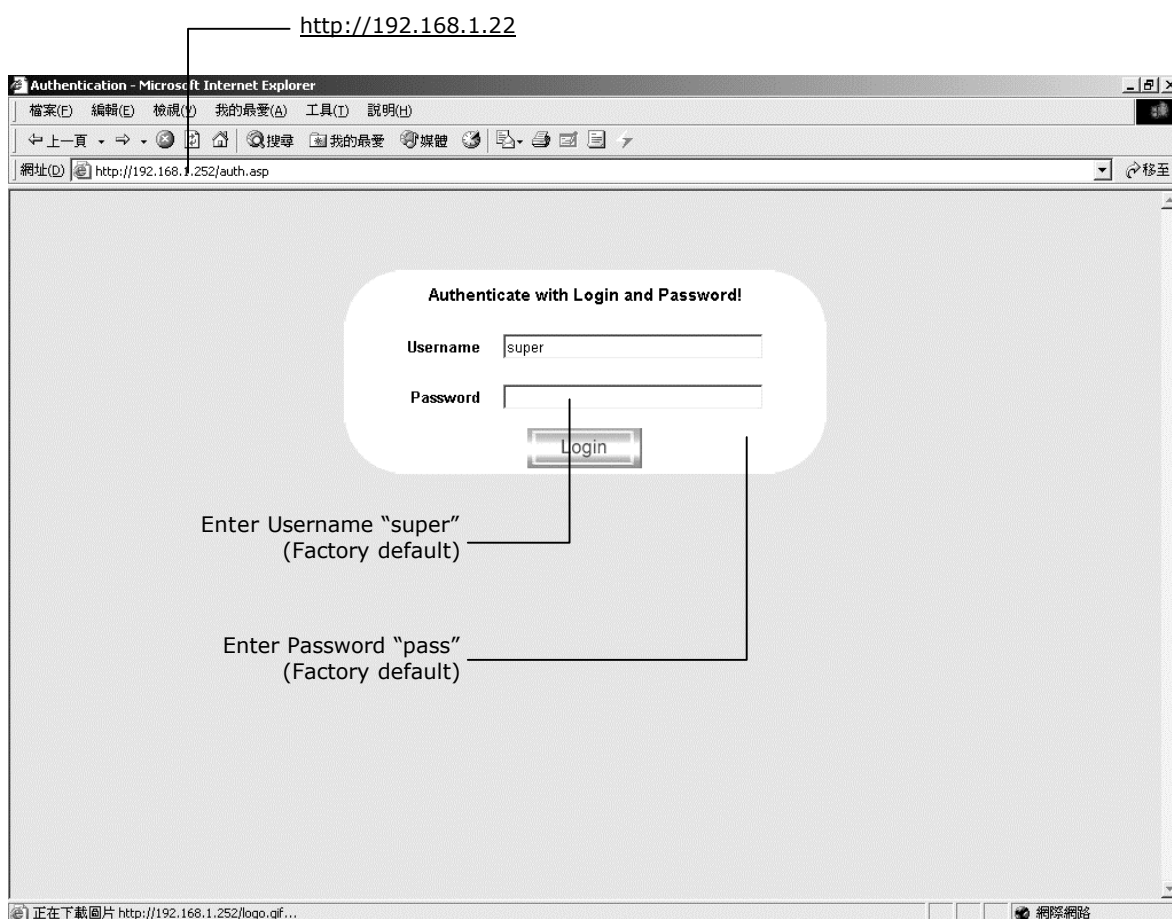 http://192.168.1.22
Authentication - Microsoft Internet Explorer
檔案(F) 編輯(E) 檢視(V) 我的最愛(A) 工具(T) 說明(H)
上一頁 搜尋 我的最愛 媒體
網址(D) http://192.168.1.252/auth.asp 移至
Authenticate with Login and Password!
Username super
Password
Login
Enter Username “super”
(Factory default)
Enter Password “pass”
(Factory default)
正在下載圖片 http://192.168.1.252/logo.gif... 網際網路